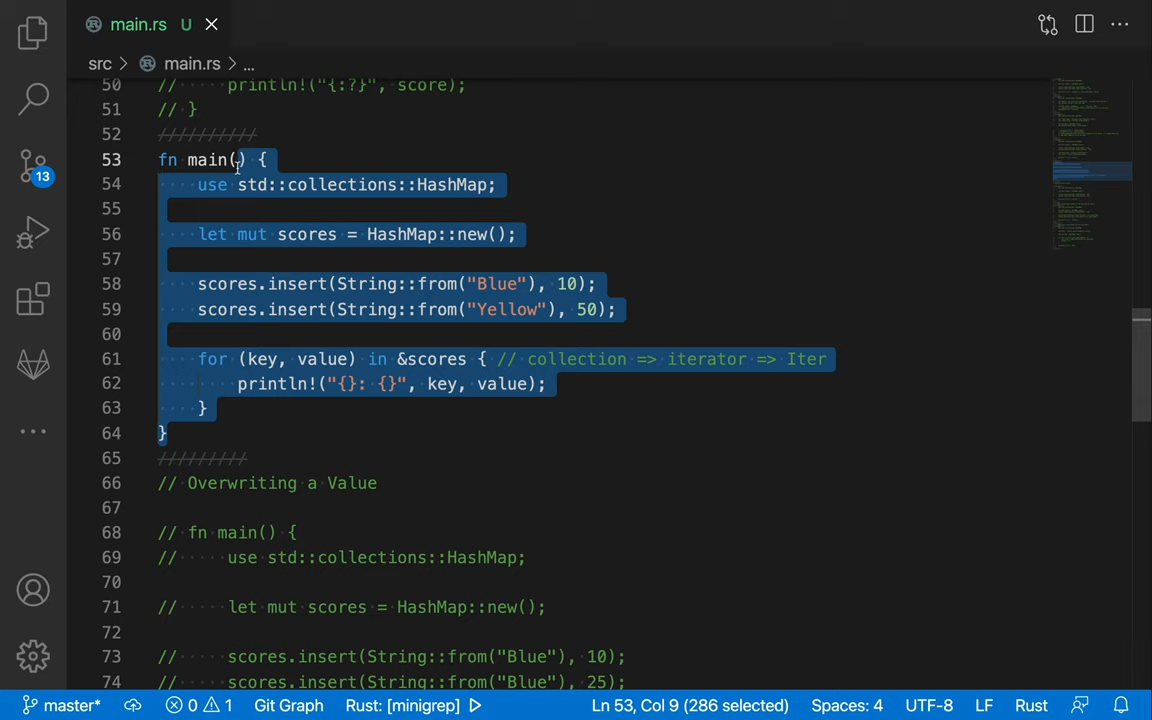 main.rs U
src > main.rs > ...
50 // println!("{:?}", score);
51 // }
52 //////////
53 fn main() {
54 use std::collections::HashMap;
55
56 let mut scores = HashMap::new();
57
58 scores.insert(String::from("Blue"), 10);
59 scores.insert(String::from("Yellow"), 50);
60
61 for (key, value) in &scores { // collection => iterator => Iter
62 println!("{}: {}", key, value);
63 }
64 }
65 /////////
66 // Overwriting a Value
67
68 // fn main() {
69 // use std::collections::HashMap;
70
71 // let mut scores = HashMap::new();
72
73 // scores.insert(String::from("Blue"), 10);
74 // scores.insert(String::from("Blue"), 25);
13
master* 0 1 Git Graph Rust: [minigrep] Ln 53, Col 9 (286 selected) Spaces: 4 UTF-8 LF Rust